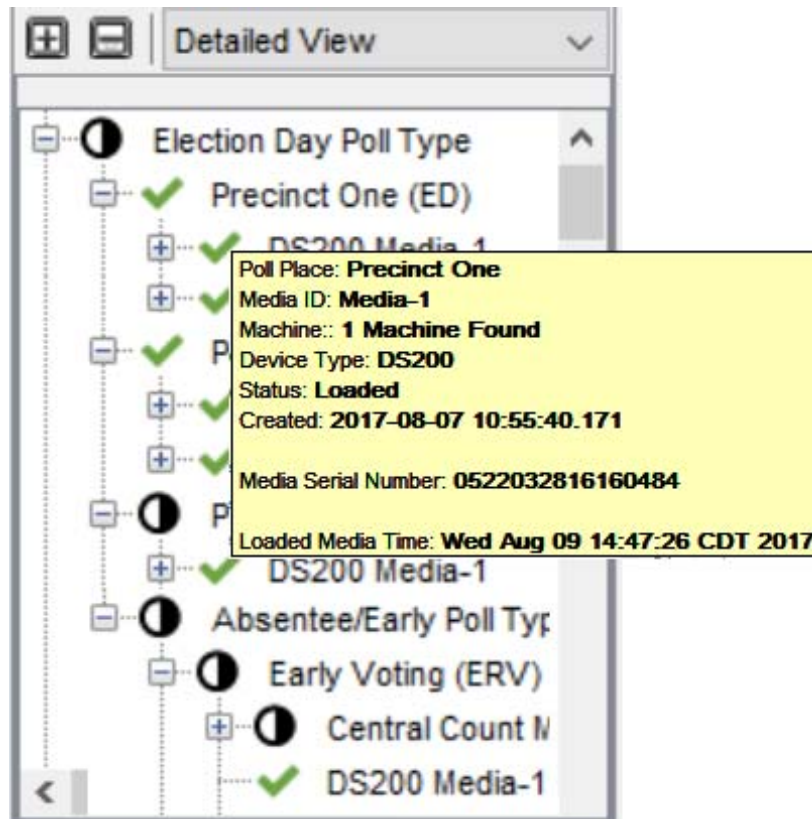 Detailed View
Election Day Poll Type
Precinct One (ED)
DS200 Media-1
Poll Place: Precinct One
Media ID: Media-1
Machine:: 1 Machine Found
Device Type: DS200
Status: Loaded
Created: 2017-08-07 10:55:40.171
Media Serial Number: 0522032816160484
Loaded Media Time: Wed Aug 09 14:47:26 CDT 2017
DS200 Media-1
Absentee/Early Poll Typ
Early Voting (ERV)
Central Count M
DS200 Media-1